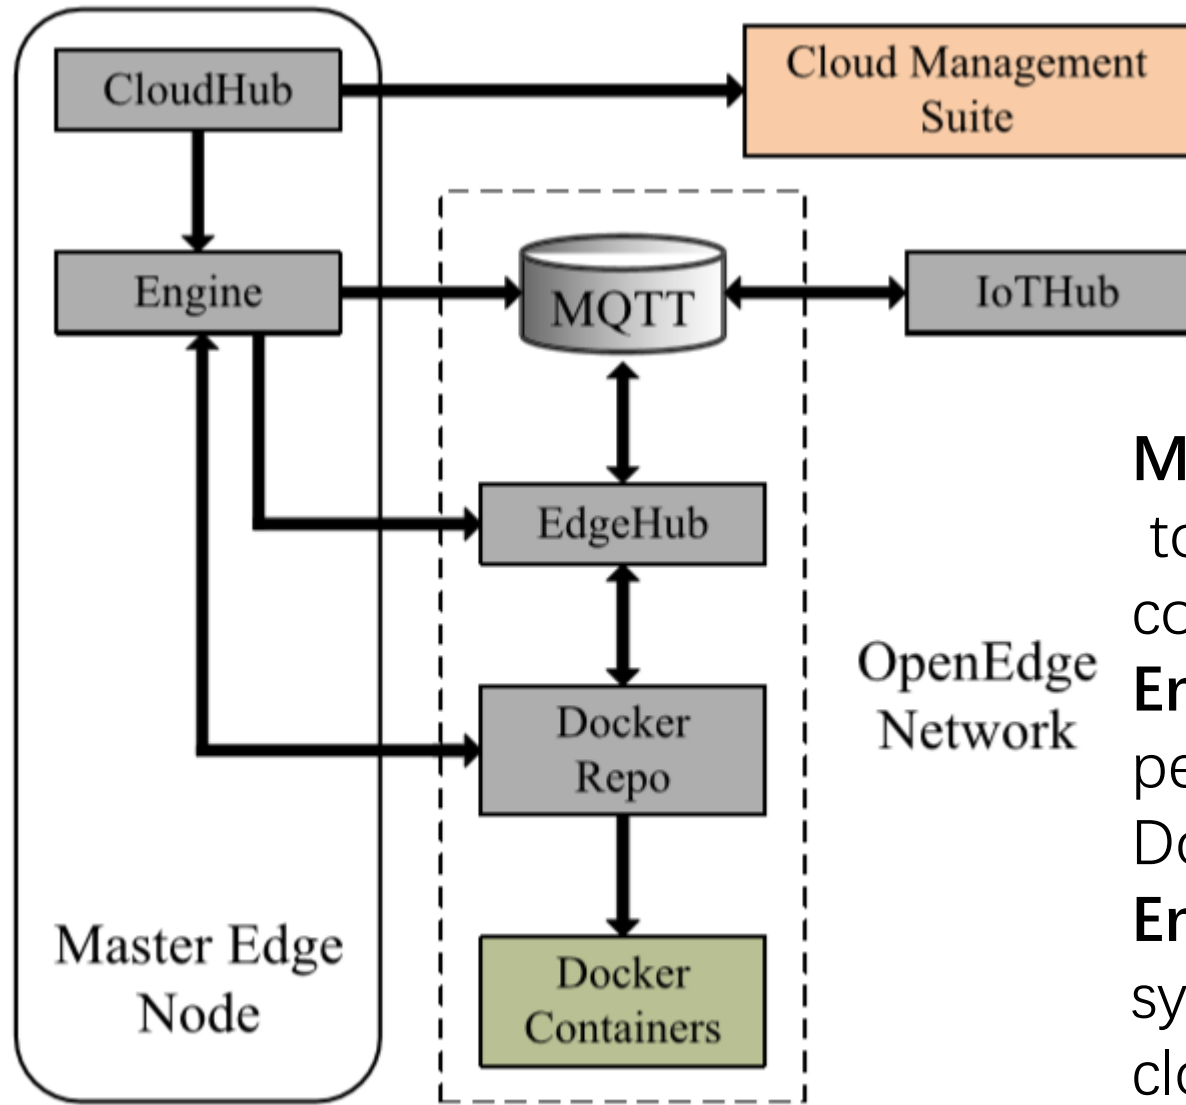 CloudHub
Cloud Management
Suite
Engine
MQTT
IoTHub
EdgeHub
Docker
Repo
OpenEdge
Network
Docker
Containers
Master Edge
Node